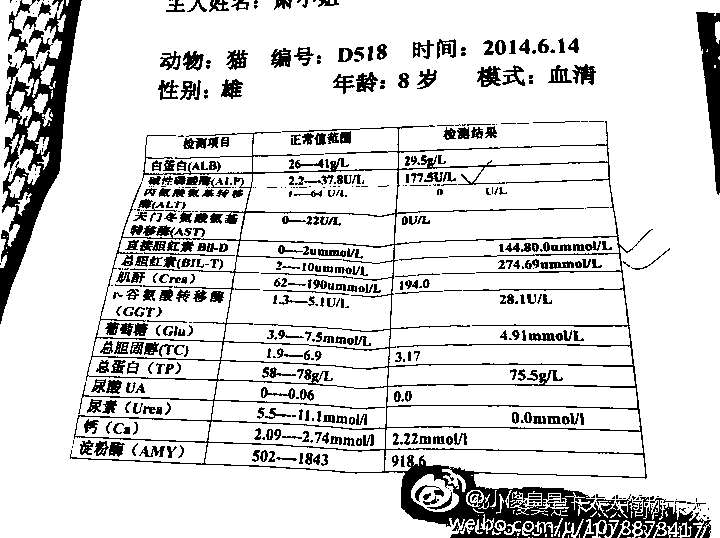 主人姓名：萧小姐
动物：猫 编号：D518 时间：2014.6.14
性别：雄 年龄：8岁 模式：血清
检测项目 正常值范围 检测结果
白蛋白(ALB) 26—41g/L 29.5g/L
碱性磷酸酶(ALP) 2.2—37.8U/L 177.5U/L
丙氨酸氨基转移酶(ALT) 1—64 U/L 0 U/L
天门冬氨酸氨基转移酶(AST) 0—22U/L 0U/L
直接胆红素 Bil-D 0—2ummol/L 144.80.0ummol/L
总胆红素(BIL-T) 2—10ummol/L 274.69ummol/L
肌酐（Crea） 62—190ummol/L 194.0
r-谷氨酸转移酶（GGT） 1.3—5.1U/L 28.1U/L
葡萄糖（Glu） 3.9—7.5mmol/L 4.91mmol/L
总胆固醇(TC) 1.9—6.9 3.17
总蛋白（TP） 58—78g/L 75.5g/L
尿酸 UA 0—0.06 0.0
尿素（Urea） 5.5—11.1mmol/l 0.0mmol/l
钙（Ca） 2.09—2.74mmol/l 2.22mmol/l
淀粉酶（AMY） 502—1843 918.6
@小傻臭是卞太太简称卞太
weibo.com/u/1078873417